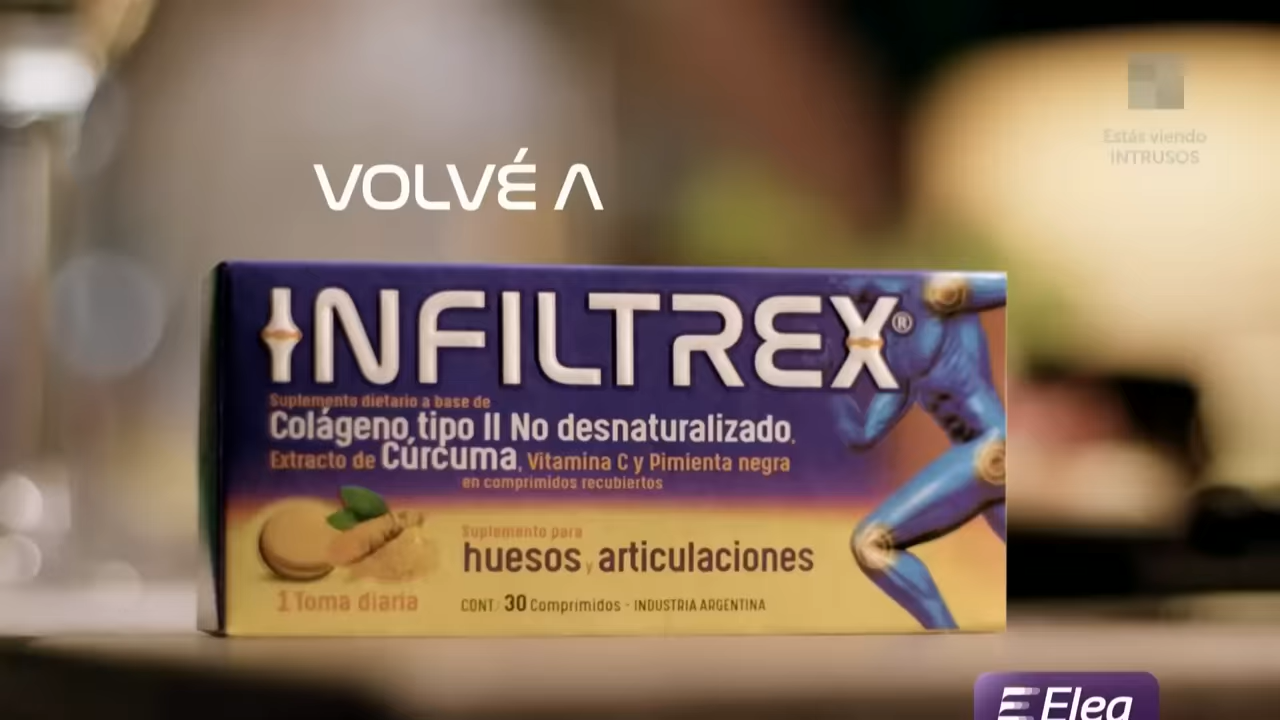 Estás viendo
INTRUSOS
VOLVÉ A
INFILTREX®
Suplemento dietario a base de
Colágeno tipo II No desnaturalizado,
Extracto de Cúrcuma, Vitamina C y Pimienta negra
en comprimidos recubiertos
Suplemento para
huesos y articulaciones
1 Toma diaria
CONT: 30 Comprimidos - INDUSTRIA ARGENTINA
Elea